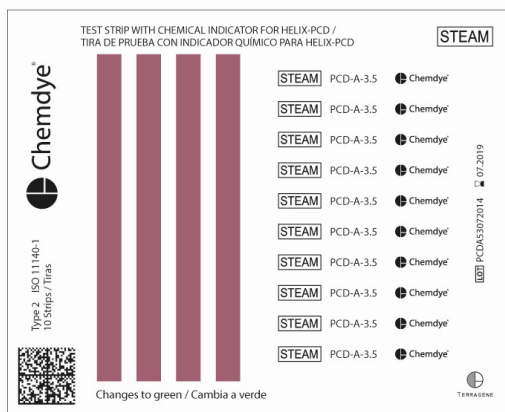 TEST STRIP WITH CHEMICAL INDICATOR FOR HELIX-PCD /
TIRA DE PRUEBA CON INDICADOR QUÍMICO PARA HELIX-PCD
STEAM
Chemdye®
Type 2 ISO 11140-1
10 Strips / Tiras
STEAM PCD-A-3.5 Chemdye®
STEAM PCD-A-3.5 Chemdye®
STEAM PCD-A-3.5 Chemdye®
STEAM PCD-A-3.5 Chemdye®
STEAM PCD-A-3.5 Chemdye®
STEAM PCD-A-3.5 Chemdye®
STEAM PCD-A-3.5 Chemdye®
STEAM PCD-A-3.5 Chemdye®
STEAM PCD-A-3.5 Chemdye®
STEAM PCD-A-3.5 Chemdye®
LOT PCDA53072014 07.2019
Changes to green / Cambia a verde
TERRAGENE